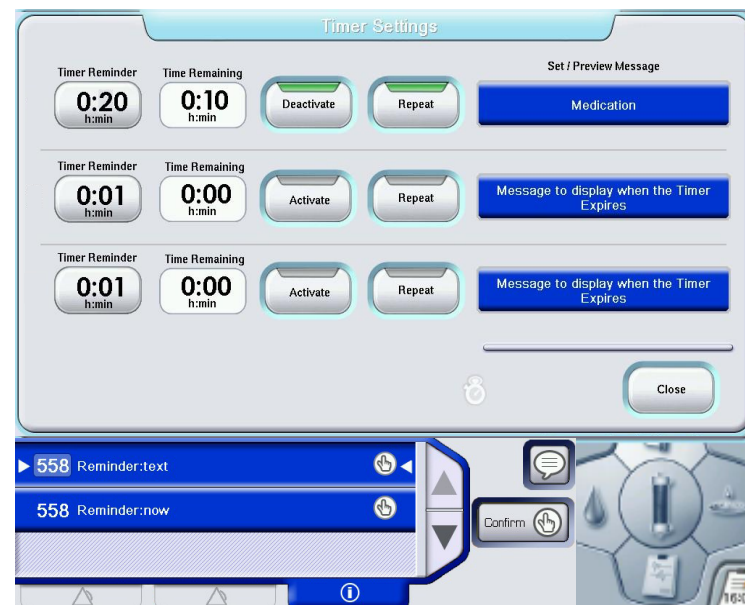 Timer Settings
Set / Preview Message
Timer Reminder
Time Remaining
0:20
h:min
0:10
h:min
Deactivate
Repeat
Medication
Timer Reminder
Time Remaining
0:01
h:min
0:00
h:min
Activate
Repeat
Message to display when the Timer
Expires
Timer Reminder
Time Remaining
0:01
h:min
0:00
h:min
Activate
Repeat
Message to display when the Timer
Expires
Close
558 Reminder:text
558 Reminder:now
Confirm